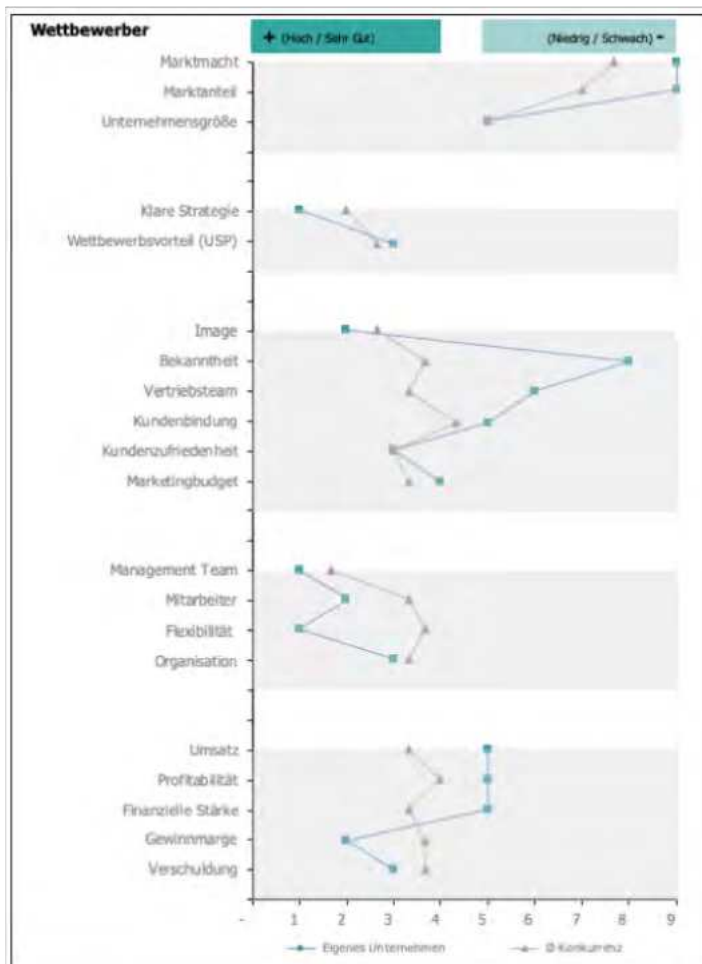 Wettbewerber
+ (Hoch / Sehr Gut)
(Niedrig / Schwach) -
Marktmacht
Marktanteil
Unternehmensgröße
Klare Strategie
Wettbewerbsvorteil (USP)
Image
Bekanntheit
Vertriebsteam
Kundenbindung
Kundenzufriedenheit
Marketingbudget
Management Team
Mitarbeiter
Flexibilität
Organisation
Umsatz
Profitabilität
Finanzielle Stärke
Gewinnmarge
Verschuldung
- 1 2 3 4 5 6 7 8 9
Eigenes Unternehmen
Ø Konkurrenz